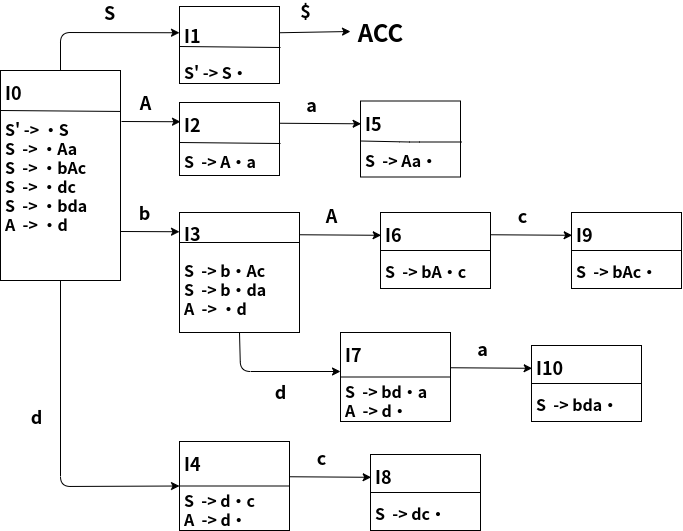 S
$
ACC
I1
S' -> S •
I0
S' -> • S
S -> • Aa
S -> • bAc
S -> • dc
S -> • bda
A -> • d
A
I2
S -> A • a
a
I5
S -> Aa •
b
I3
S -> b • Ac
S -> b • da
A -> • d
A
I6
S -> bA • c
c
I9
S -> bAc •
d
I7
S -> bd • a
A -> d •
a
I10
S -> bda •
d
I4
S -> d • c
A -> d •
c
I8
S -> dc •